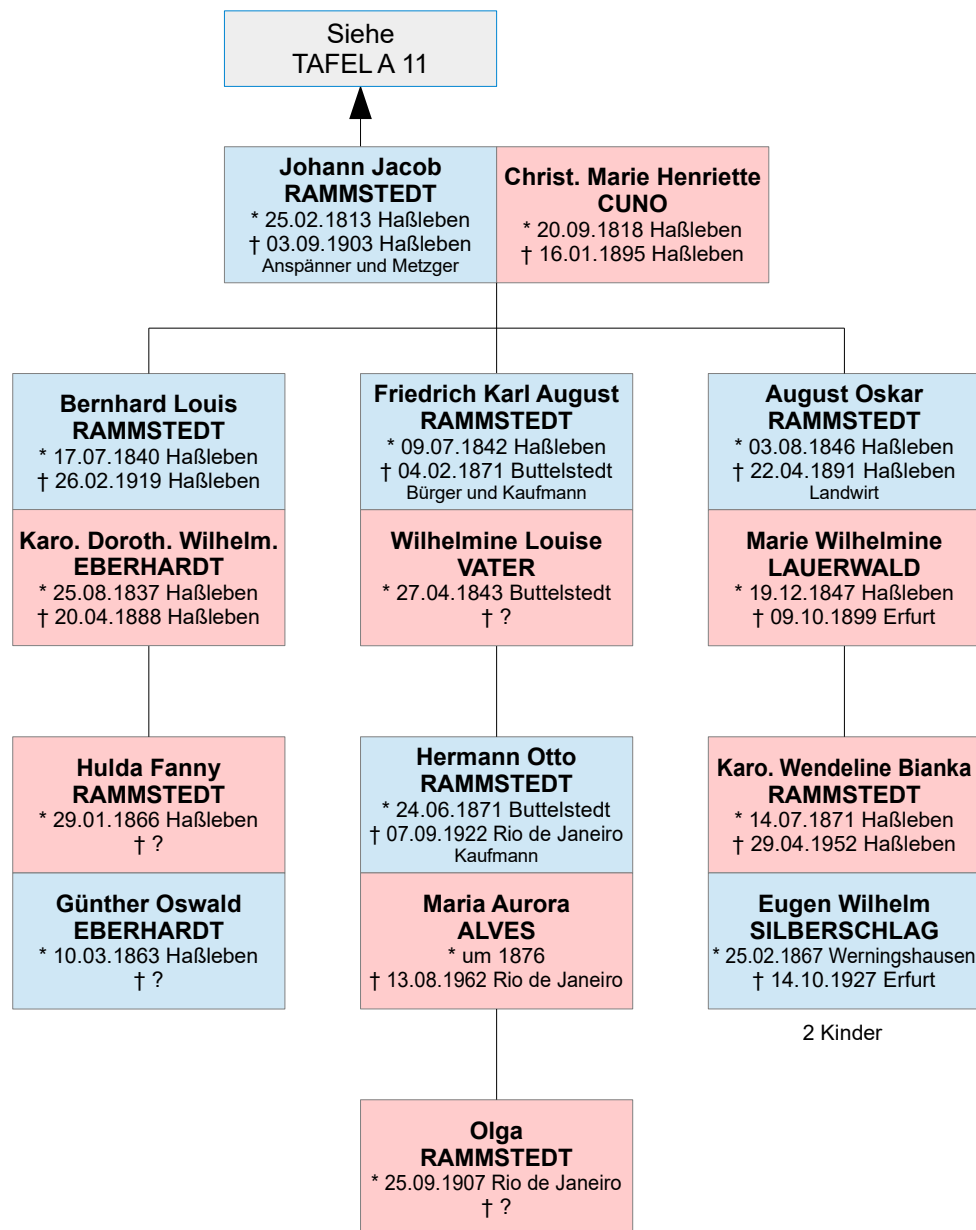 Siehe
TAFEL A 11
Johann Jacob
RAMMSTEDT
* 25.02.1813 Haßleben
† 03.09.1903 Haßleben
Anspänner und Metzger
Christ. Marie Henriette
CUNO
* 20.09.1818 Haßleben
† 16.01.1895 Haßleben
Bernhard Louis
RAMMSTEDT
* 17.07.1840 Haßleben
† 26.02.1919 Haßleben
Karo. Doroth. Wilhelm.
EBERHARDT
* 25.08.1837 Haßleben
† 20.04.1888 Haßleben
Friedrich Karl August
RAMMSTEDT
* 09.07.1842 Haßleben
† 04.02.1871 Buttelstedt
Bürger und Kaufmann
Wilhelmine Louise
VATER
* 27.04.1843 Buttelstedt
† ?
August Oskar
RAMMSTEDT
* 03.08.1846 Haßleben
† 22.04.1891 Haßleben
Landwirt
Marie Wilhelmine
LAUERWALD
* 19.12.1847 Haßleben
† 09.10.1899 Erfurt
Hulda Fanny
RAMMSTEDT
* 29.01.1866 Haßleben
† ?
Günther Oswald
EBERHARDT
* 10.03.1863 Haßleben
† ?
Hermann Otto
RAMMSTEDT
* 24.06.1871 Buttelstedt
† 07.09.1922 Rio de Janeiro
Kaufmann
Maria Aurora
ALVES
* um 1876
† 13.08.1962 Rio de Janeiro
Karo. Wendeline Bianka
RAMMSTEDT
* 14.07.1871 Haßleben
† 29.04.1952 Haßleben
Eugen Wilhelm
SILBERSCHLAG
* 25.02.1867 Werningshausen
† 14.10.1927 Erfurt
2 Kinder
Olga
RAMMSTEDT
* 25.09.1907 Rio de Janeiro
† ?